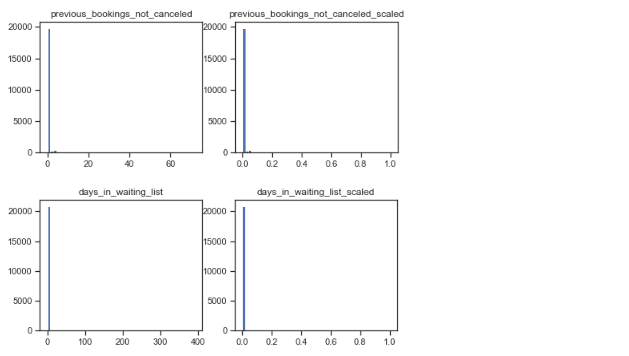 previous_bookings_not_canceled
previous_bookings_not_canceled_scaled
20000
15000
10000
5000
0
0 20 40 60
20000
15000
10000
5000
0
0.0 0.2 0.4 0.6 0.8 1.0
days_in_waiting_list
days_in_waiting_list_scaled
20000
15000
10000
5000
0
0 100 200 300 400
20000
15000
10000
5000
0
0.0 0.2 0.4 0.6 0.8 1.0